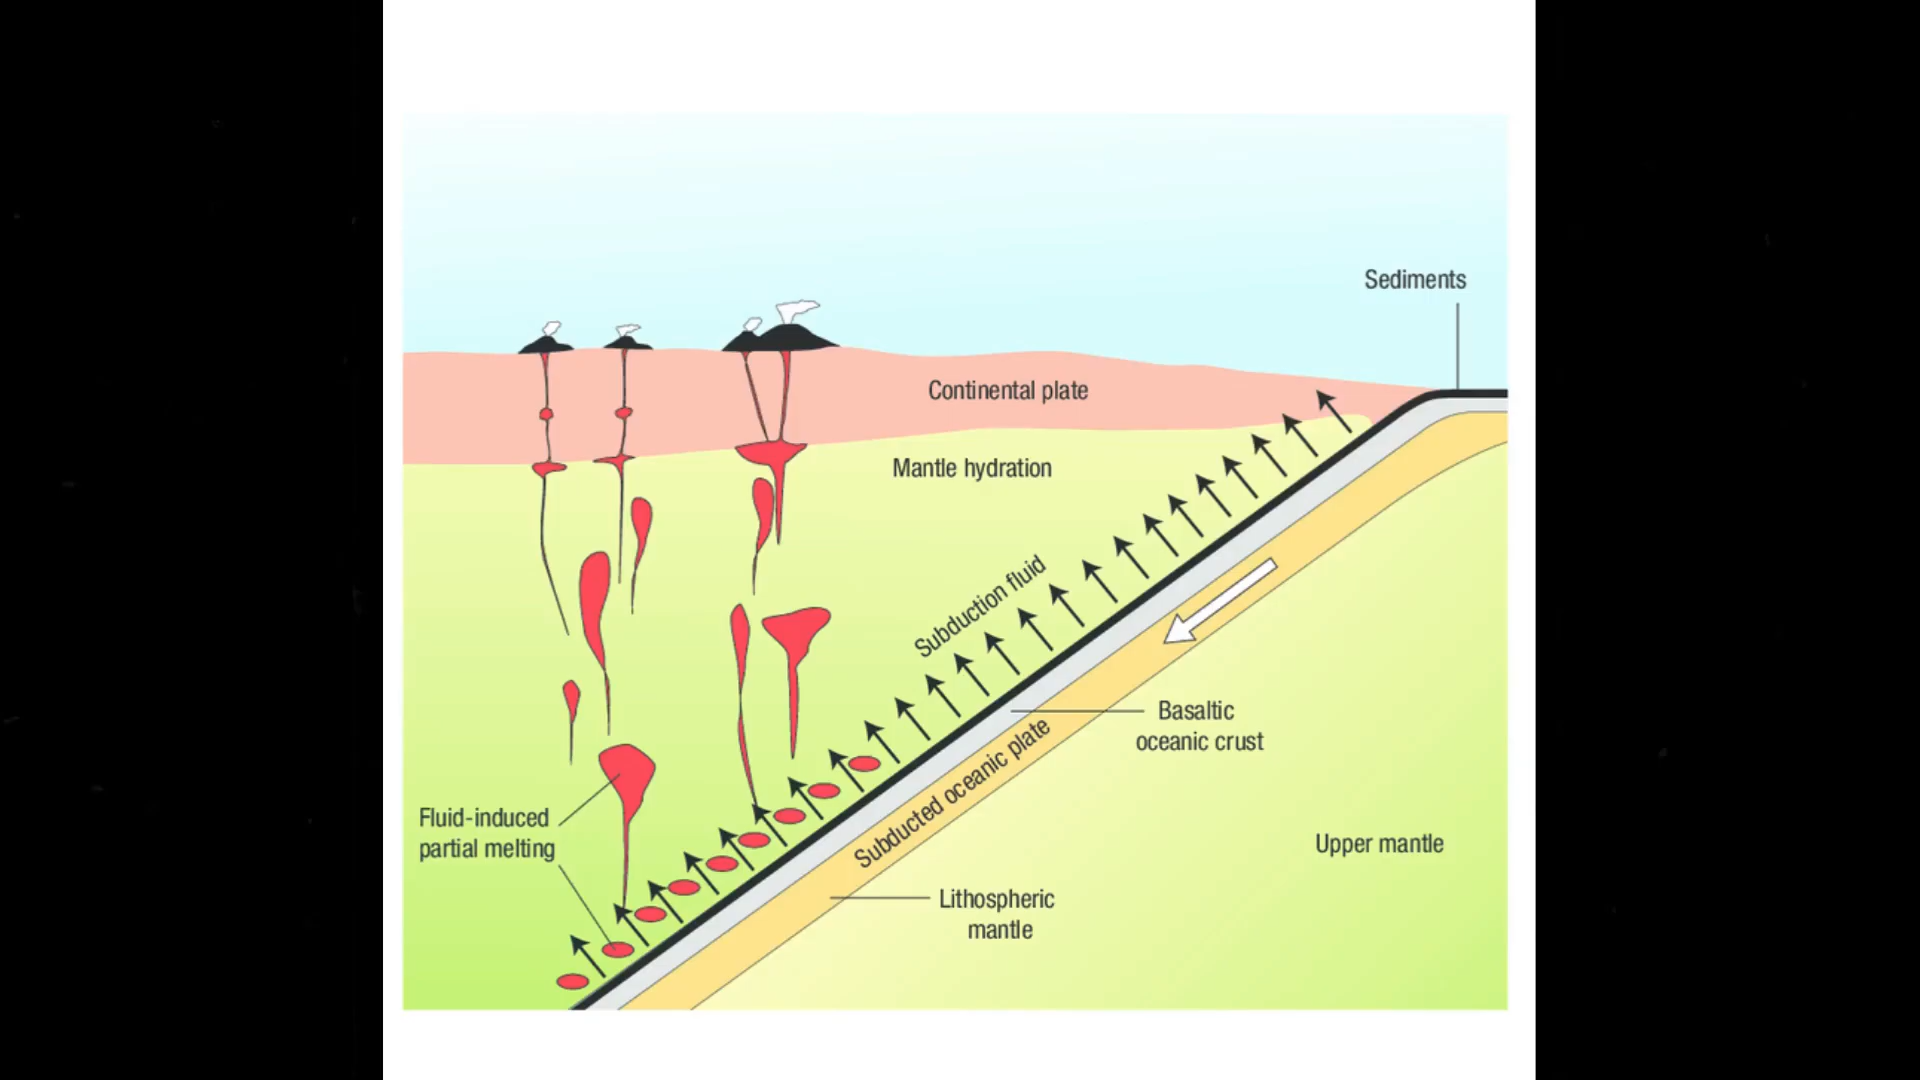 Sediments
Continental plate
Mantle hydration
Subduction fluid
Basaltic
oceanic crust
Subducted oceanic plate
Fluid-induced
partial melting
Upper mantle
Lithospheric
mantle